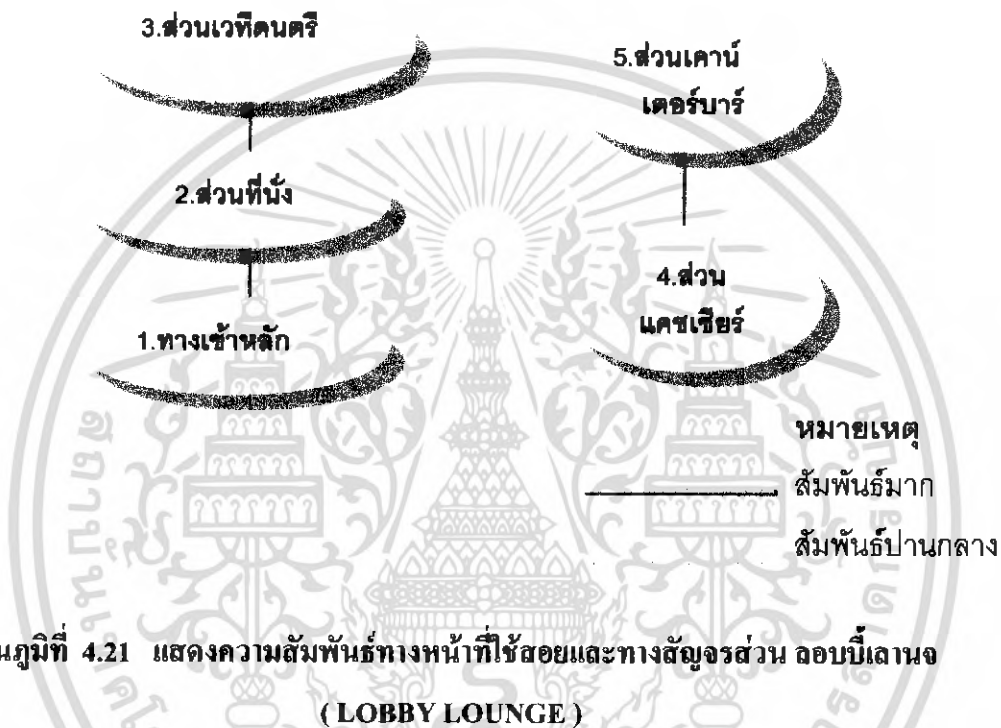 3.ส่วนเวทีดนตรี
5.ส่วนเคาน์
เตอร์บาร์
2.ส่วนที่นั่ง
4.ส่วน
แคชเชียร์
1.ทางเข้าหลัก
หมายเหตุ
สัมพันธ์มาก
สัมพันธ์ปานกลาง
นภูมิที่ 4.21 แสดงความสัมพันธ์ทางหน้าที่ใช้สอยและทางสัญจรส่วน ลอบบี้เลานจ
( LOBBY LOUNGE )